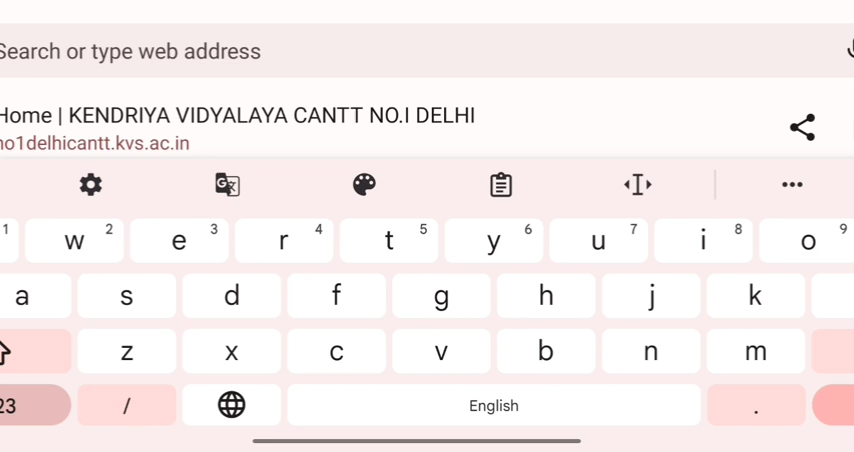 Search or type web address
Home | KENDRIYA VIDYALAYA CANTT NO.I DELHI
no1delhicantt.kvs.ac.in
1 w 2 e 3 r 4 t 5 y 6 u 7 i 8 o 9
a s d f g h j k
z x c v b n m
23 / English .